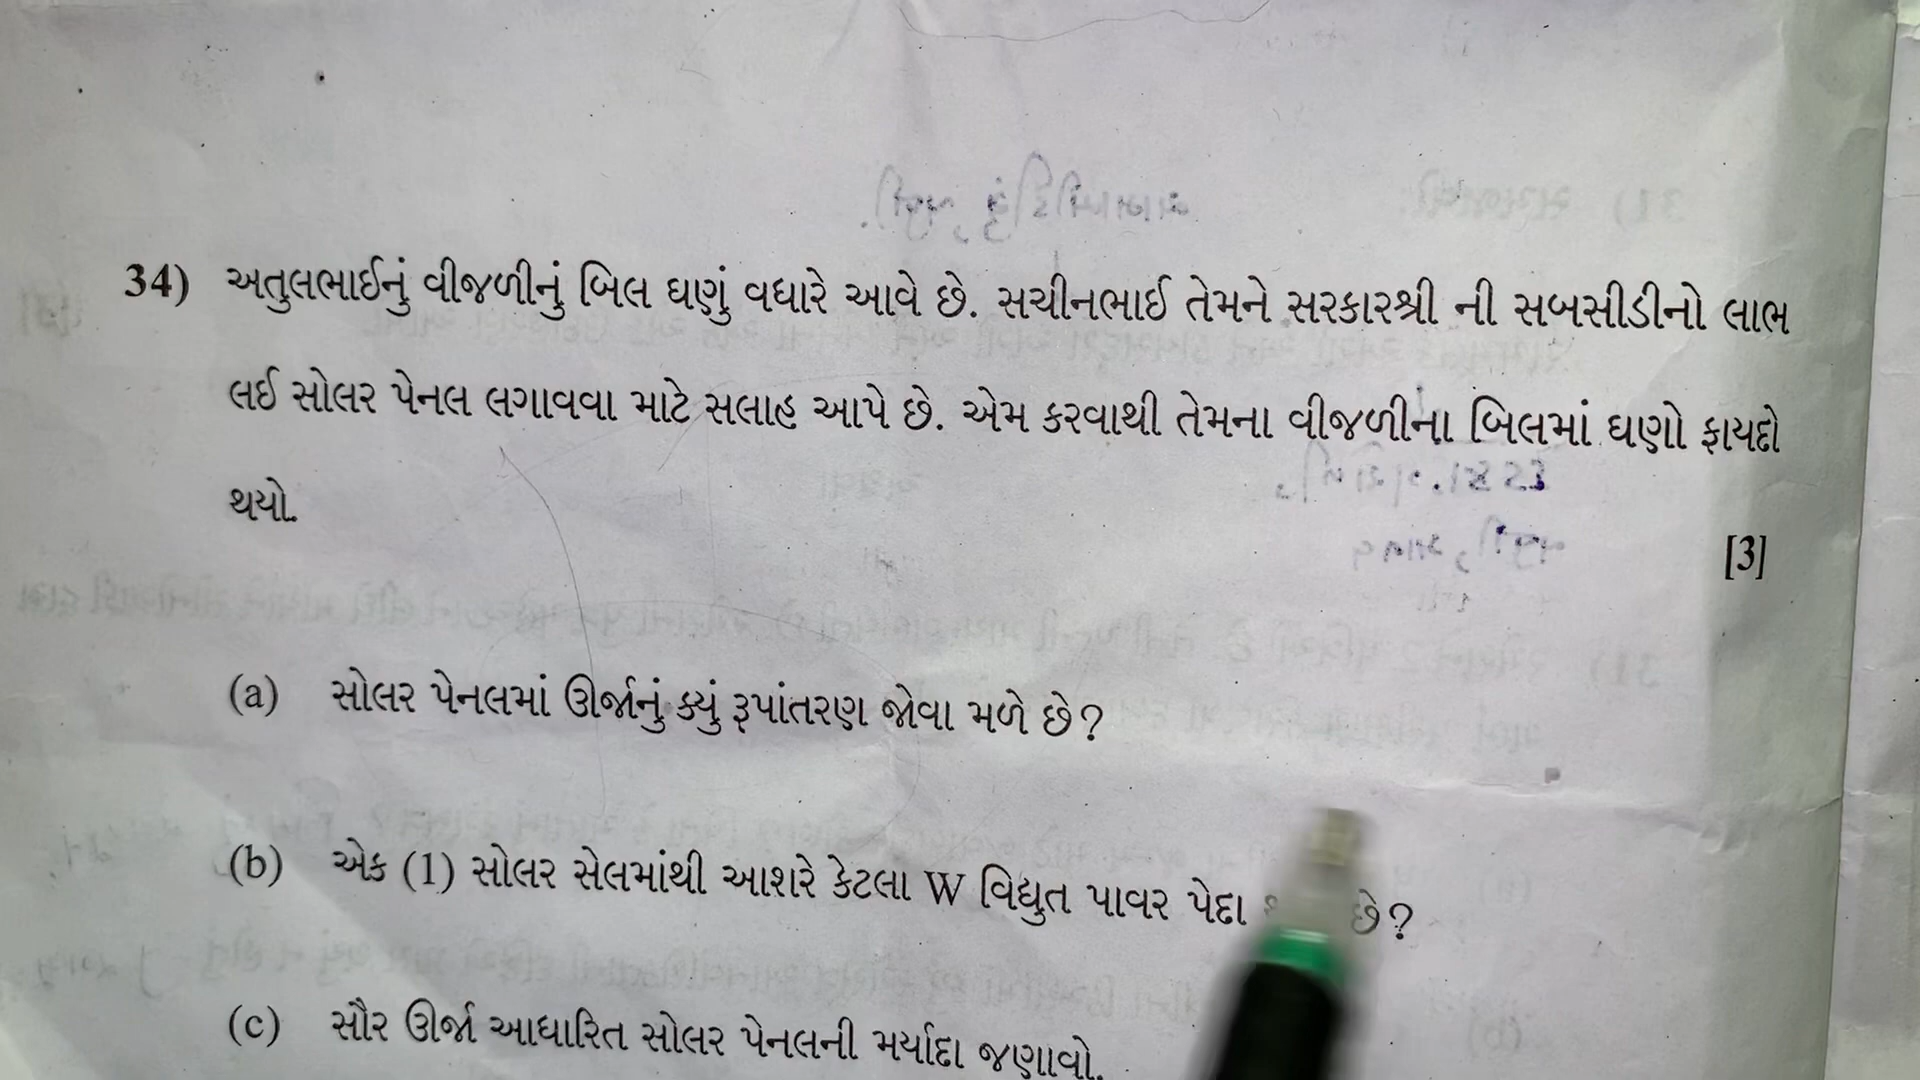 34) અતુલભાઈનું વીજળીનું બિલ ઘણું વધારે આવે છે. સચીનભાઈ તેમને સરકારશ્રી ની સબસીડીનો લાભ
લઈ સોલર પેનલ લગાવવા માટે સલાહ આપે છે. એમ કરવાથી તેમના વીજળીના બિલમાં ઘણો ફાયદો
થયો.
[3]
(a) સોલર પેનલમાં ઊર્જાનું ક્યું રૂપાંતરણ જોવા મળે છે?
(b) એક (1) સોલર સેલમાંથી આશરે કેટલા W વિદ્યુત પાવર પેદા છે?
(c) સૌર ઊર્જા આધારિત સોલર પેનલની મર્યાદા જણાવો.